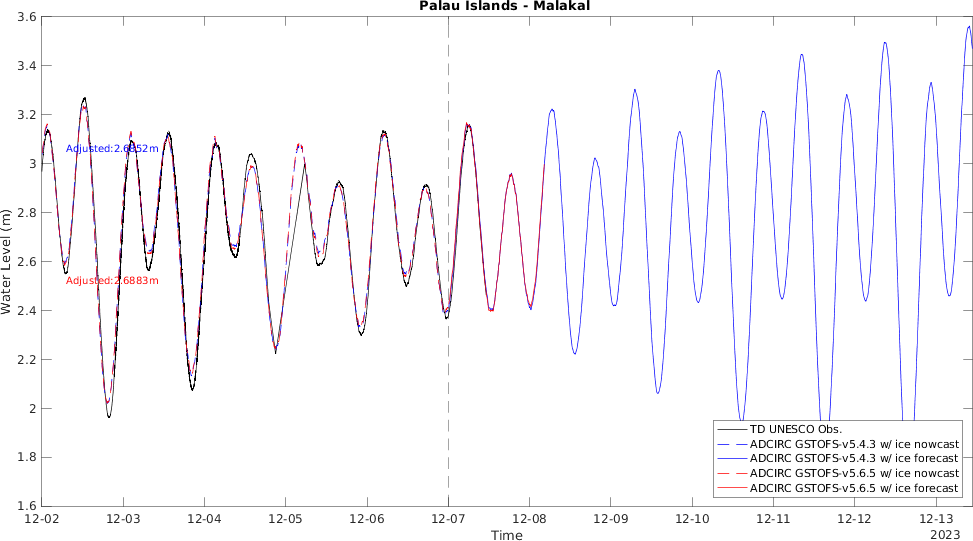 Palau Islands - Malakal
3.6
3.4
3.2
3
2.8
2.6
2.4
2.2
2
1.8
1.6
Water Level (m)
Adjusted:2.6852m
Adjusted:2.6883m
TD UNESCO Obs.
ADCIRC GSTOFS-v5.4.3 w/ ice nowcast
ADCIRC GSTOFS-v5.4.3 w/ ice forecast
ADCIRC GSTOFS-v5.6.5 w/ ice nowcast
ADCIRC GSTOFS-v5.6.5 w/ ice forecast
12-02 12-03 12-04 12-05 12-06 12-07 12-08 12-09 12-10 12-11 12-12 12-13
Time
2023